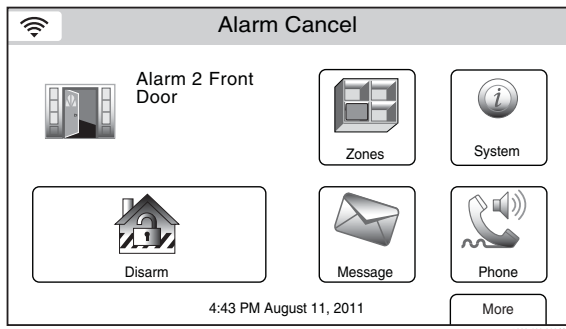 Alarm Cancel
Alarm 2 Front
Door
Zones
System
Disarm
Message
Phone
4:43 PM August 11, 2011
More